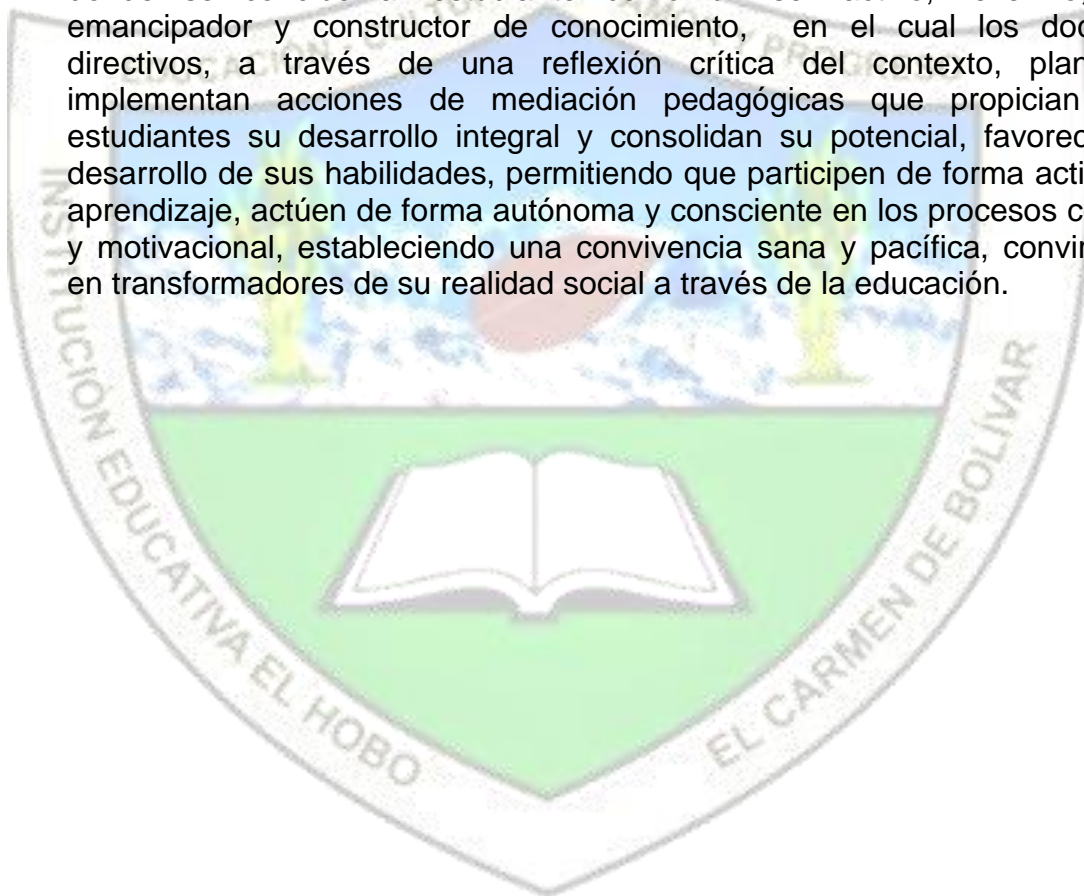 emancipador y constructor de conocimiento, en el cual los doc
directivos, a través de una reflexión crítica del contexto, plan
implementan acciones de mediación pedagógicas que propician
estudiantes su desarrollo integral y consolidan su potencial, favorec
desarrollo de sus habilidades, permitiendo que participen de forma acti
aprendizaje, actúen de forma autónoma y consciente en los procesos c
y motivacional, estableciendo una convivencia sana y pacífica, convi
en transformadores de su realidad social a través de la educación.
INSTITUCIÓN EDUCATIVA EL HOBO
EL CARMEN DE BOLÍVAR